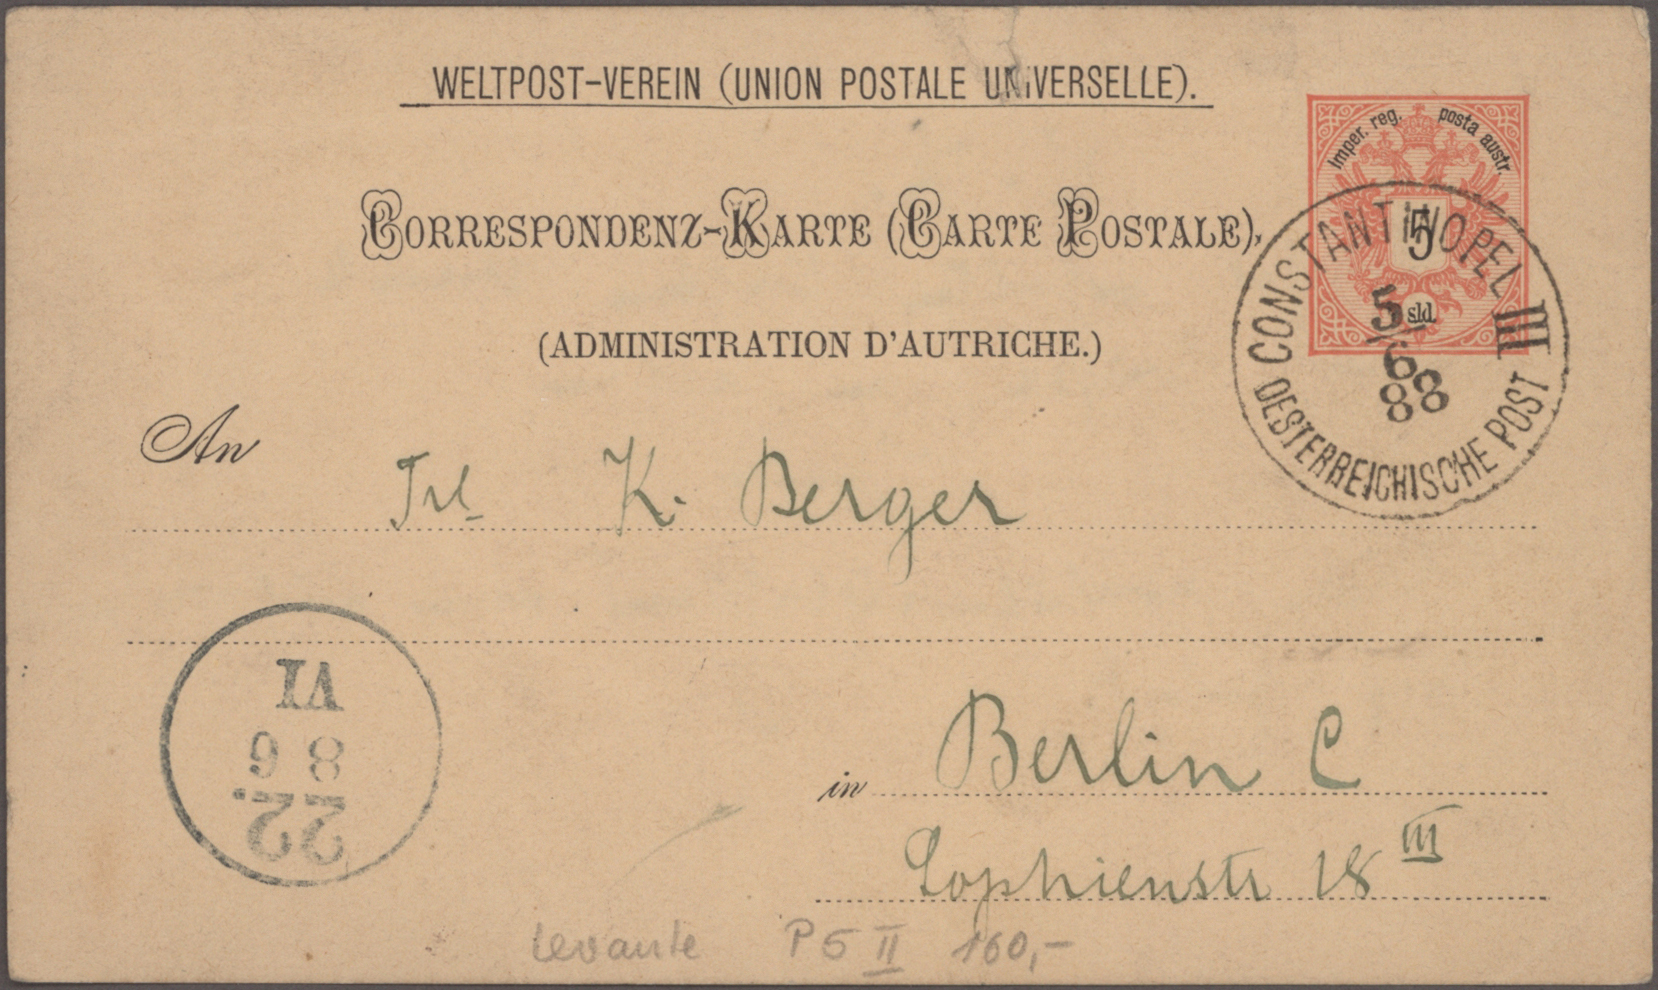 WELTPOST-VEREIN (UNION POSTALE UNIVERSELLE).
Imper. reg. posta austr.
CORRESPONDENZ-KARTE (CARTE POSTALE),
5
sld.
CONSTANTINOPEL III
5/6
88
OESTERREICHISCHE POST
(ADMINISTRATION D'AUTRICHE.)
An
Frl K. Berger
VI
8 6
22.
in Berlin C
Sophienstr 18 III
Levante P 5 II 160,-